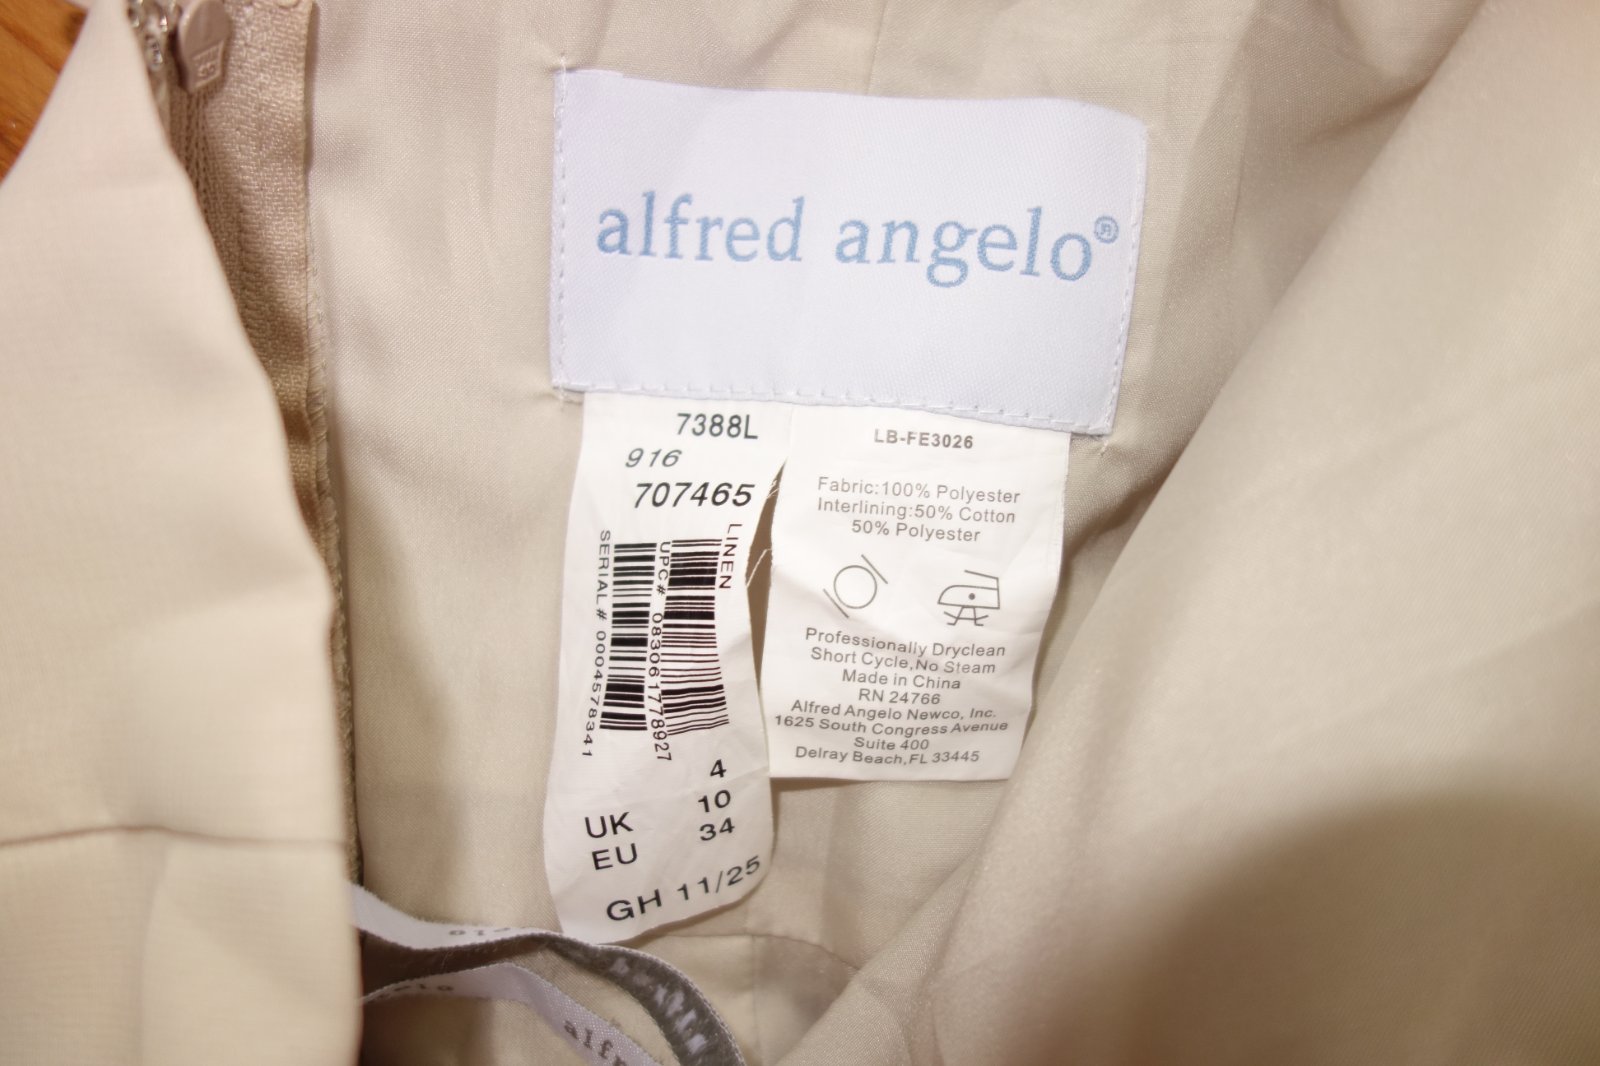 alfred angelo®
7388L
916
707465
LINEN
UPC# 083061778927
SERIAL# 0004578341
4
UK 10
EU 34
GH 11/25
LB-FE3026
Fabric:100% Polyester
Interlining:50% Cotton
50% Polyester
Professionally Dryclean
Short Cycle,No Steam
Made in China
RN 24766
Alfred Angelo Newco, Inc.
1625 South Congress Avenue
Suite 400
Delray Beach,FL 33445